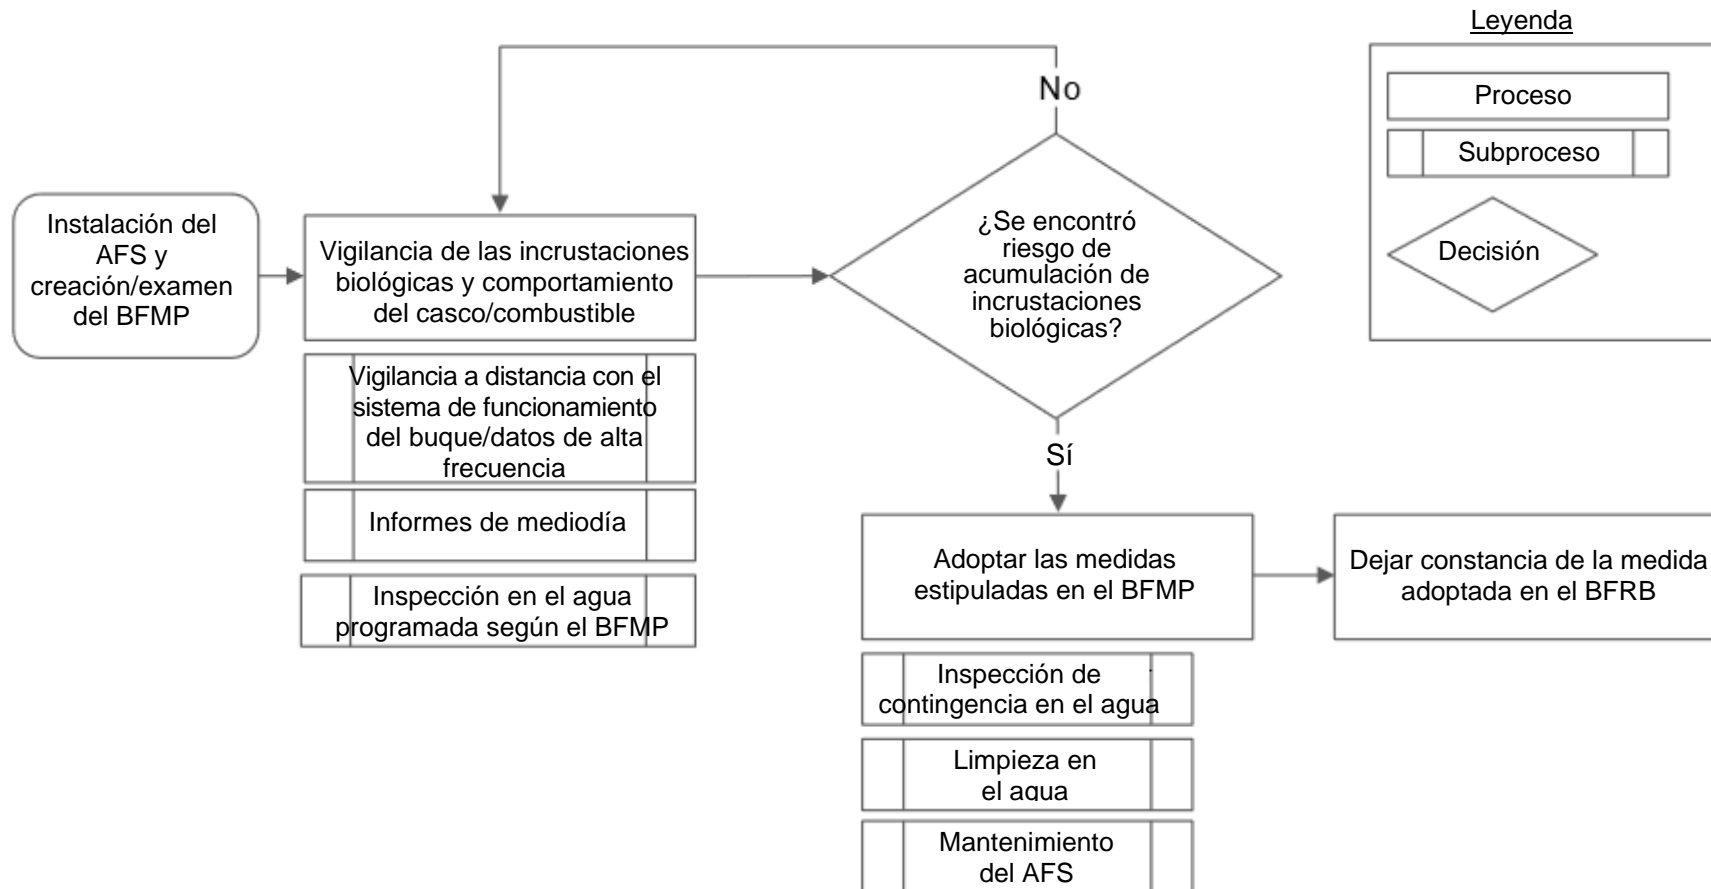 Leyenda
Proceso
Subproceso
Decisión
No
Instalación del
AFS y
creación/examen
del BFMP
Vigilancia de las incrustaciones
biológicas y comportamiento
del casco/combustible
¿Se encontró
riesgo de
acumulación de
incrustaciones
biológicas?
Vigilancia a distancia con el
sistema de funcionamiento
del buque/datos de alta
frecuencia
Informes de mediodía
Inspección en el agua
programada según el BFMP
Sí
Adoptar las medidas
estipuladas en el BFMP
Dejar constancia de la medida
adoptada en el BFRB
Inspección de
contingencia en el agua
Limpieza en
el agua
Mantenimiento
del AFS